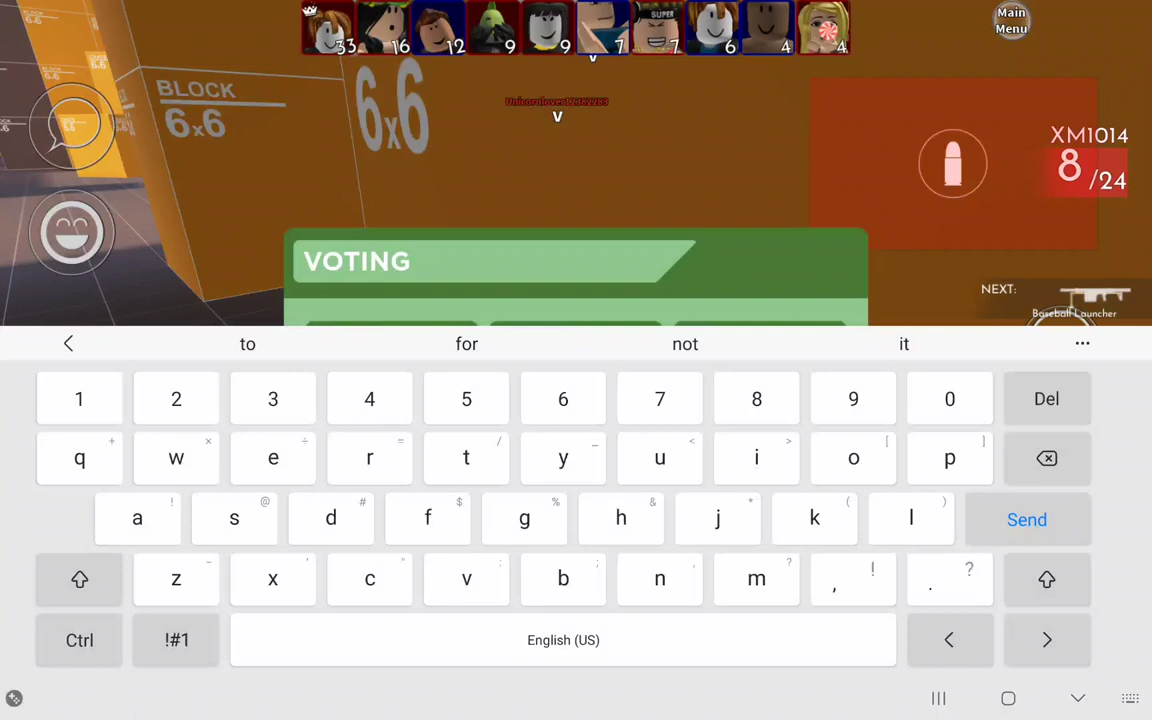 33
16
12
9
9
SUPER
7
7
6
4
4
Main
Menu
BLOCK
6x6
6x6
Unicornlover12382283
V
XM1014
8
/24
VOTING
NEXT:
Baseball Launcher
to for not it ...
1 2 3 4 5 6 7 8 9 0 Del
q w e r t y u i o p
a s d f g h j k l Send
z x c v b n m , ! . ?
Ctrl !#1 English (US) < >